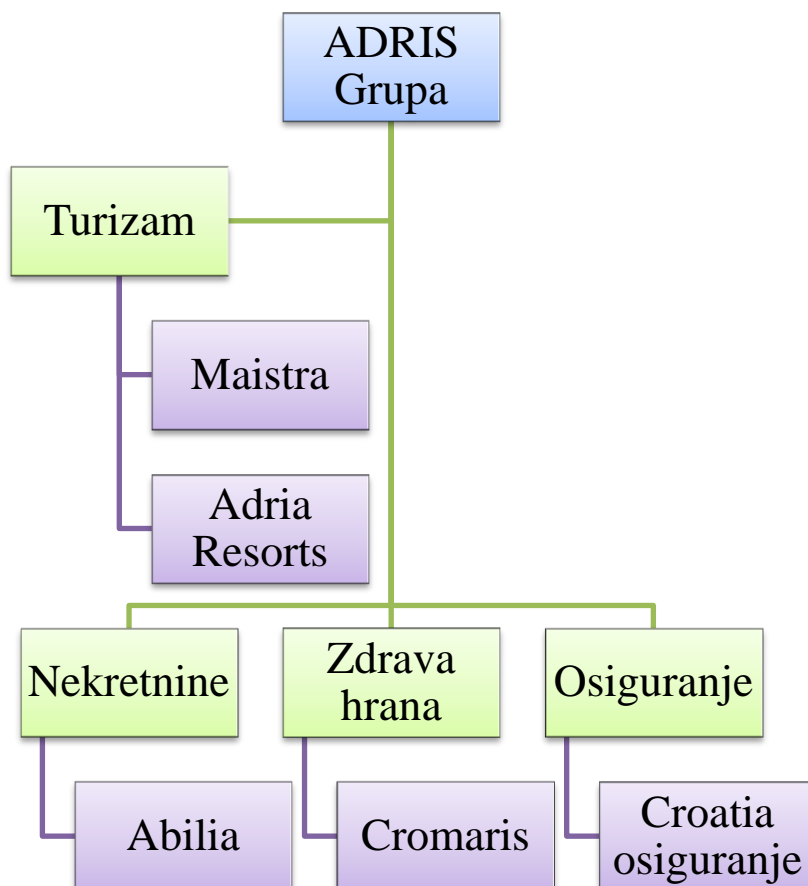 ADRIS
Grupa
Turizam
Maistra
Adria
Resorts
Nekretnine
Zdrava
hrana
Osiguranje
Abilia
Cromaris
Croatia
osiguranje